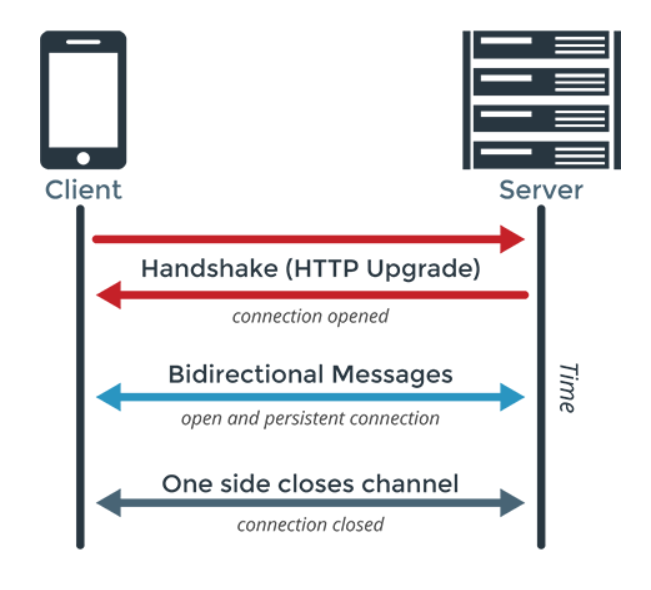 Client
Server
Handshake (HTTP Upgrade)
connection opened
Bidirectional Messages
open and persistent connection
Time
One side closes channel
connection closed